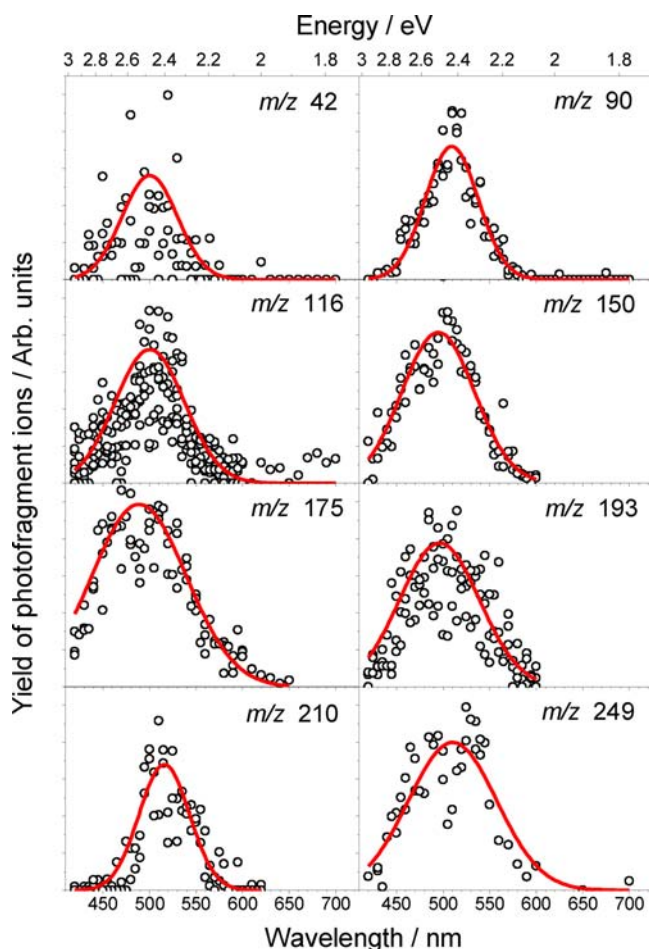 Energy / eV
3 2.8 2.6 2.4 2.2 2 1.8 3 2.8 2.6 2.4 2.2 2 1.8
m/z 42
m/z 90
m/z 116
m/z 150
m/z 175
m/z 193
m/z 210
m/z 249
Yield of photofragment ions / Arb. units
450 500 550 600 650 700 450 500 550 600 650 700
Wavelength / nm